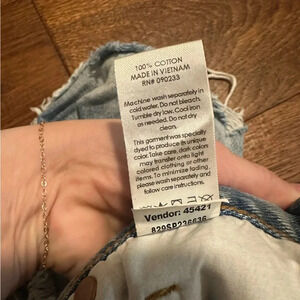 100% COTTON
MADE IN VIETNAM
RN# 090233
Machine wash separately in
cold water. Do not bleach.
Tumble dry low. Cool iron
as needed. Do not dry
clean.
This garment was specially
dyed to produce its unique
color. Take care, dark colors
may transfer onto light
colored clothing or other
items. To minimize fading
please wash separately and
follow care instructions.
Vendor: 45421
829SP236636